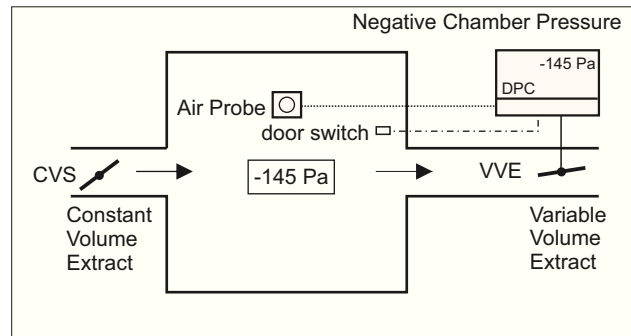 Negative Chamber Pressure
-145 Pa
DPC
Air Probe
door switch
CVS
-145 Pa
VVE
Constant
Volume
Extract
Variable
Volume
Extract